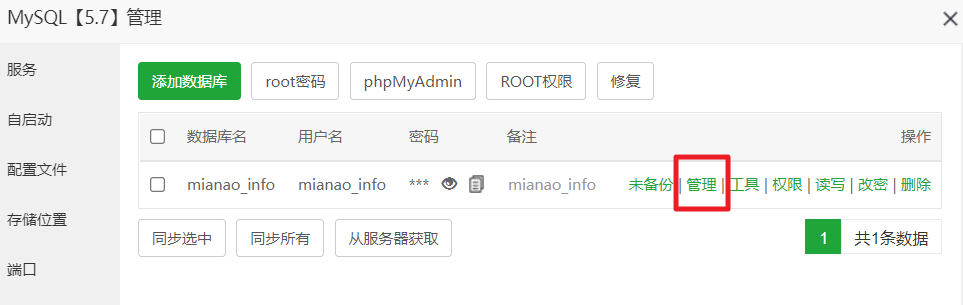 MySQL【5.7】管理
服务
自启动
配置文件
存储位置
端口
添加数据库 root密码 phpMyAdmin ROOT权限 修复
数据库名 用户名 密码 备注 操作
mianao_info mianao_info *** mianao_info 未备份 | 管理 | 工具 | 权限 | 读写 | 改密 | 删除
同步选中 同步所有 从服务器获取 1 共1条数据